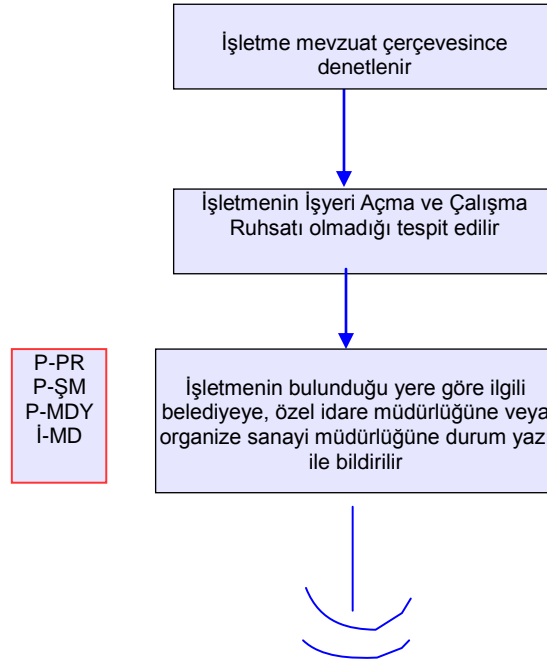 İşletme mevzuat çerçevesince
denetlenir
İşletmenin İşyeri Açma ve Çalışma
Ruhsatı olmadığı tespit edilir
P-PR
P-ŞM
P-MDY
İ-MD
İşletmenin bulunduğu yere göre ilgili
belediyeye, özel idare müdürlüğüne veya
organize sanayi müdürlüğüne durum yaz
ile bildirilir